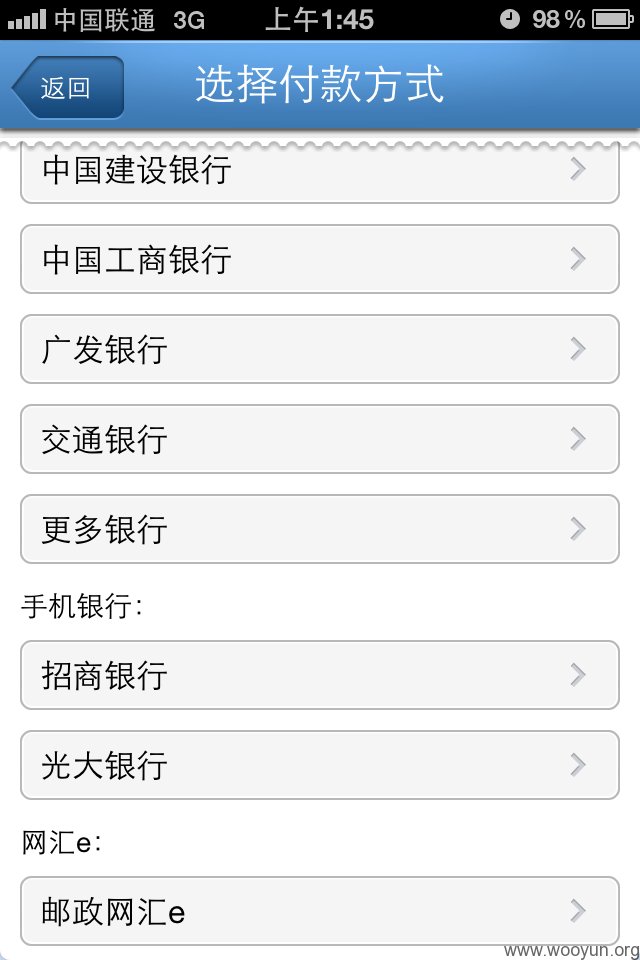 中国联通 3G 上午1:45 98%
返回 选择付款方式
中国建设银行
中国工商银行
广发银行
交通银行
更多银行
手机银行:
招商银行
光大银行
网汇e:
邮政网汇e
www.wooyun.org